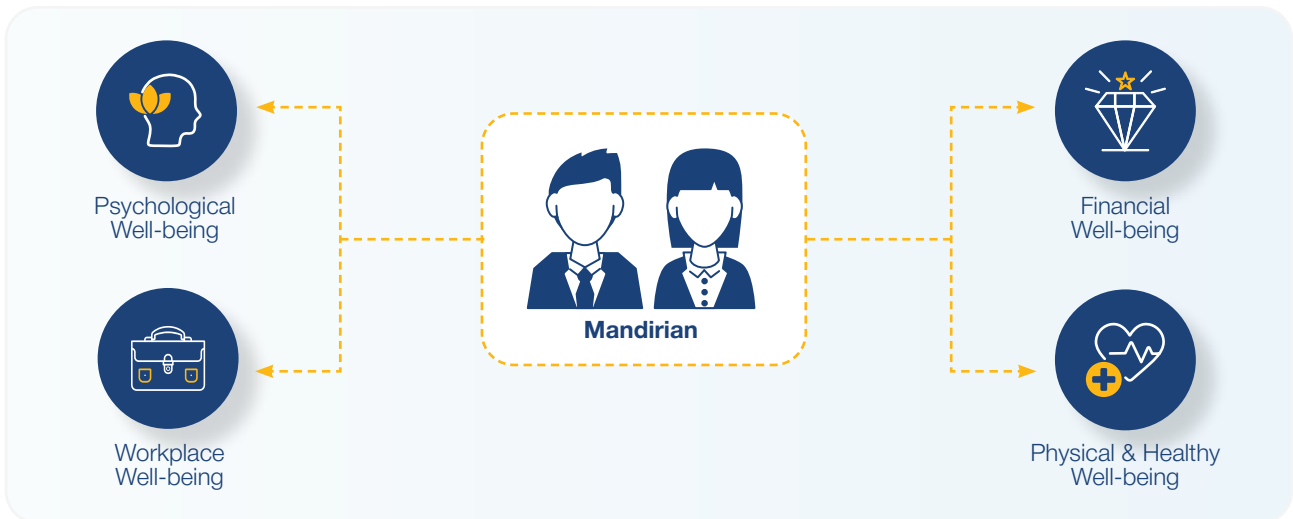 Psychological
Well-being
Financial
Well-being
Mandirian
Workplace
Well-being
Physical & Healthy
Well-being